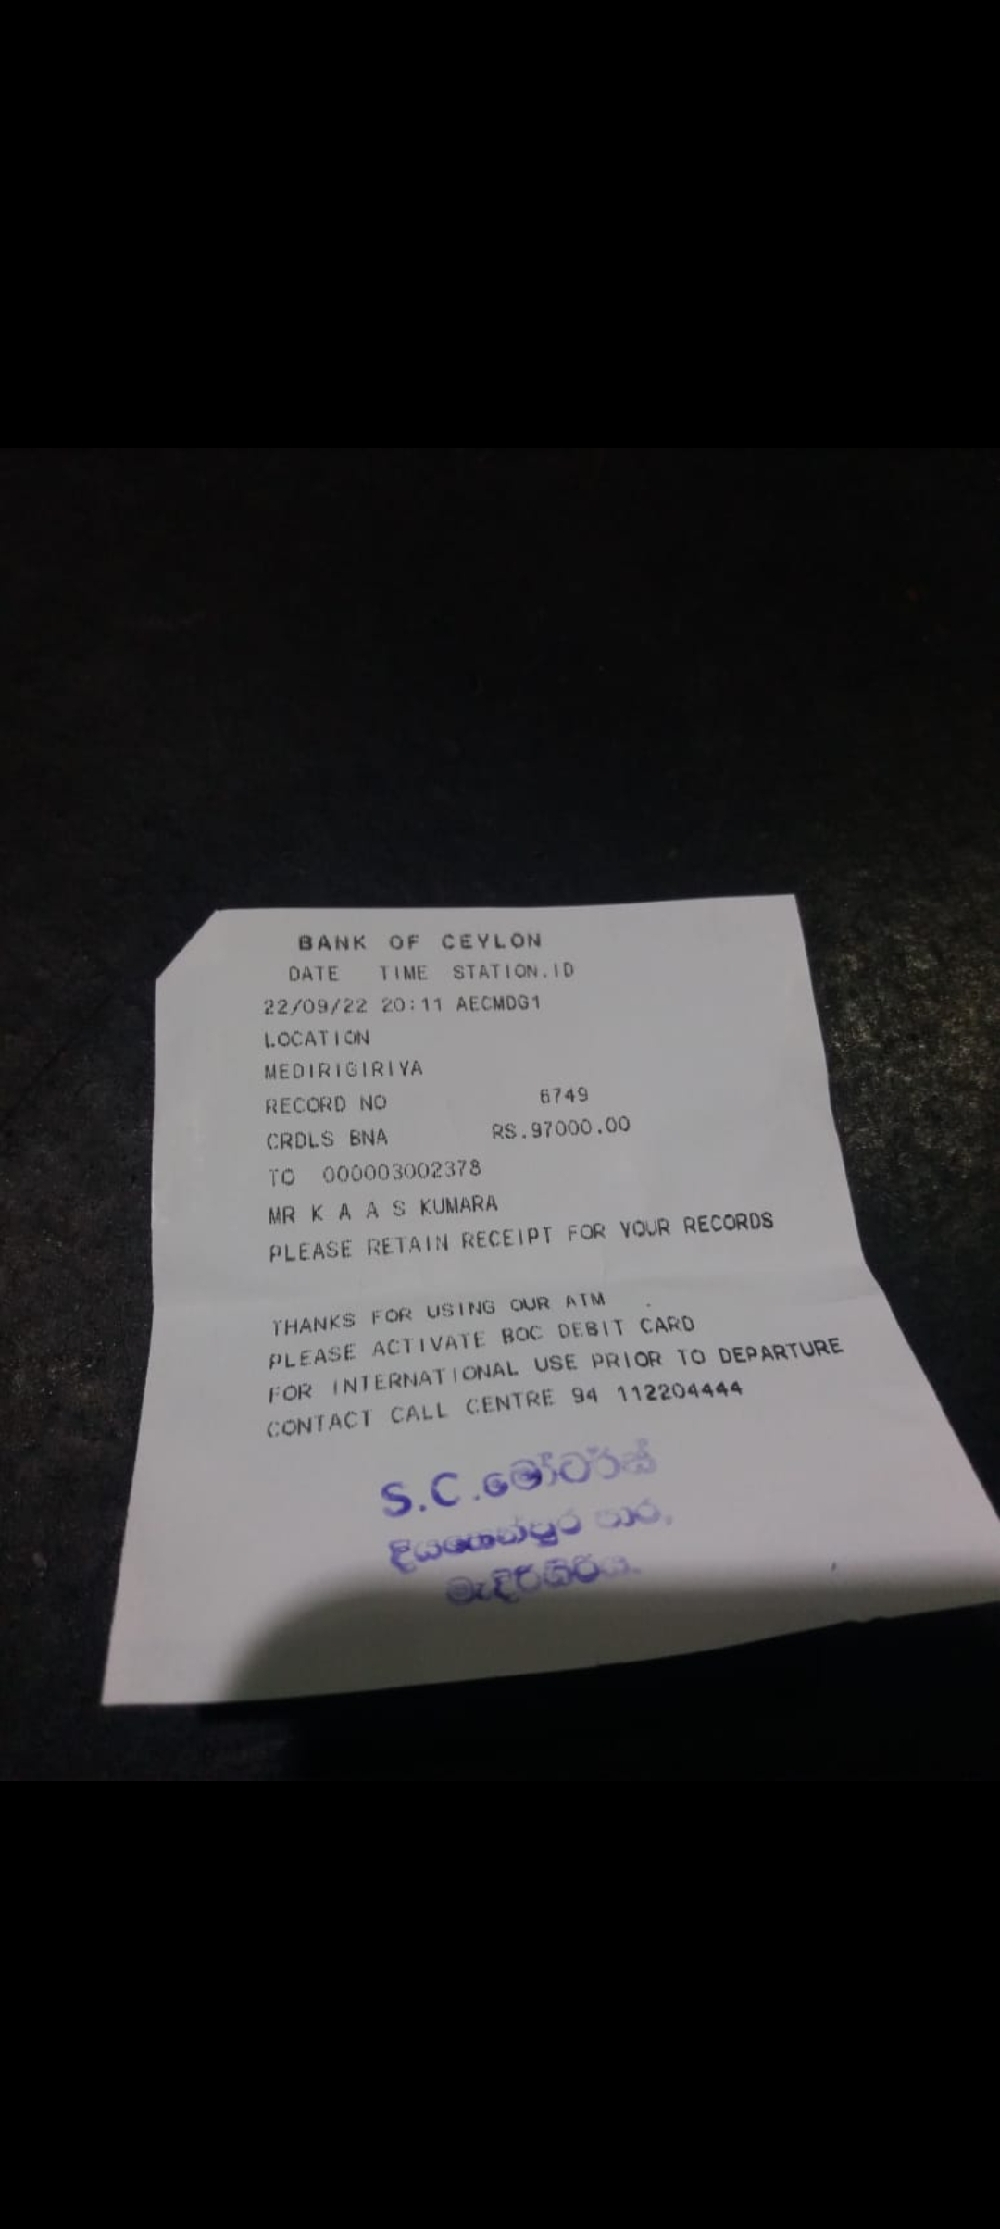 BANK OF CEYLON
DATE TIME STATION.ID
22/09/22 20:11 AECMDG1
LOCATION
MEDIRIGIRIYA
RECORD NO 6749
CRDLS BNA RS.97000.00
TO 000003002378
MR K A A S KUMARA
PLEASE RETAIN RECEIPT FOR YOUR RECORDS
THANKS FOR USING OUR ATM
PLEASE ACTIVATE BOC DEBIT CARD
FOR INTERNATIONAL USE PRIOR TO DEPARTURE
CONTACT CALL CENTRE 94 112204444
S.C.මෝටර්ස්
දියසෙන්පුර පාර,
මැදිරිගිරිය.